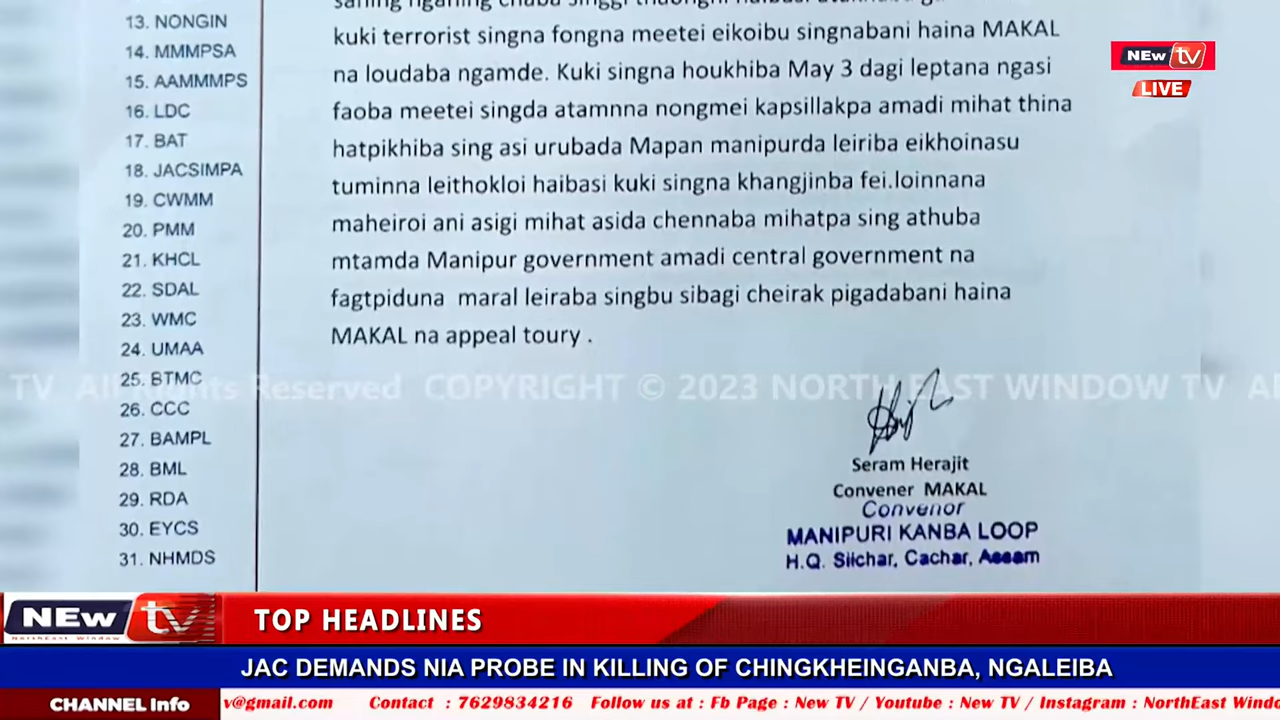 13. NONGIN
14. MMMPSA
15. AAMMMPS
16. LDC
17. BAT
18. JACSIMPA
19. CWMM
20. PMM
21. KHCL
22. SDAL
23. WMC
24. UMAA
25. BTMC
26. CCC
27. BAMPL
28. BML
29. RDA
30. EYCS
31. NHMDS
kuki terrorist singna fongna meetei eikoibu singnabani haina MAKAL
na loudaba ngamde. Kuki singna houkhiba May 3 dagi leptana ngasi
faoba meetei singda atamnna nongmei kapsillakpa amadi mihat thina
hatpikhiba sing asi urubada Mapan manipurda leiriba eikhoinasu
tuminna leithokloi haibasi kuki singna khangjinba fei.loinnana
maheiroi ani asigi mihat asida chennaba mihatpa sing athuba
mtamda Manipur government amadi central government na
fagtpiduna maral leiraba singbu sibagi cheirak pigadabani haina
MAKAL na appeal toury .
Seram Herajit
Convener MAKAL
Convenor
MANIPURI KANBA LOOP
H.Q. Silchar, Cachar, Assam
NEw tv
LIVE
TV All Rights Reserved COPYRIGHT © 2023 NORTH EAST WINDOW TV
NEw tv
NorthEast Window
TOP HEADLINES
JAC DEMANDS NIA PROBE IN KILLING OF CHINGKHEINGANBA, NGALEIBA
CHANNEL Info
v@gmail.com Contact : 7629834216 Follow us at : Fb Page : New TV / Youtube : New TV / Instagram : NorthEast Windo